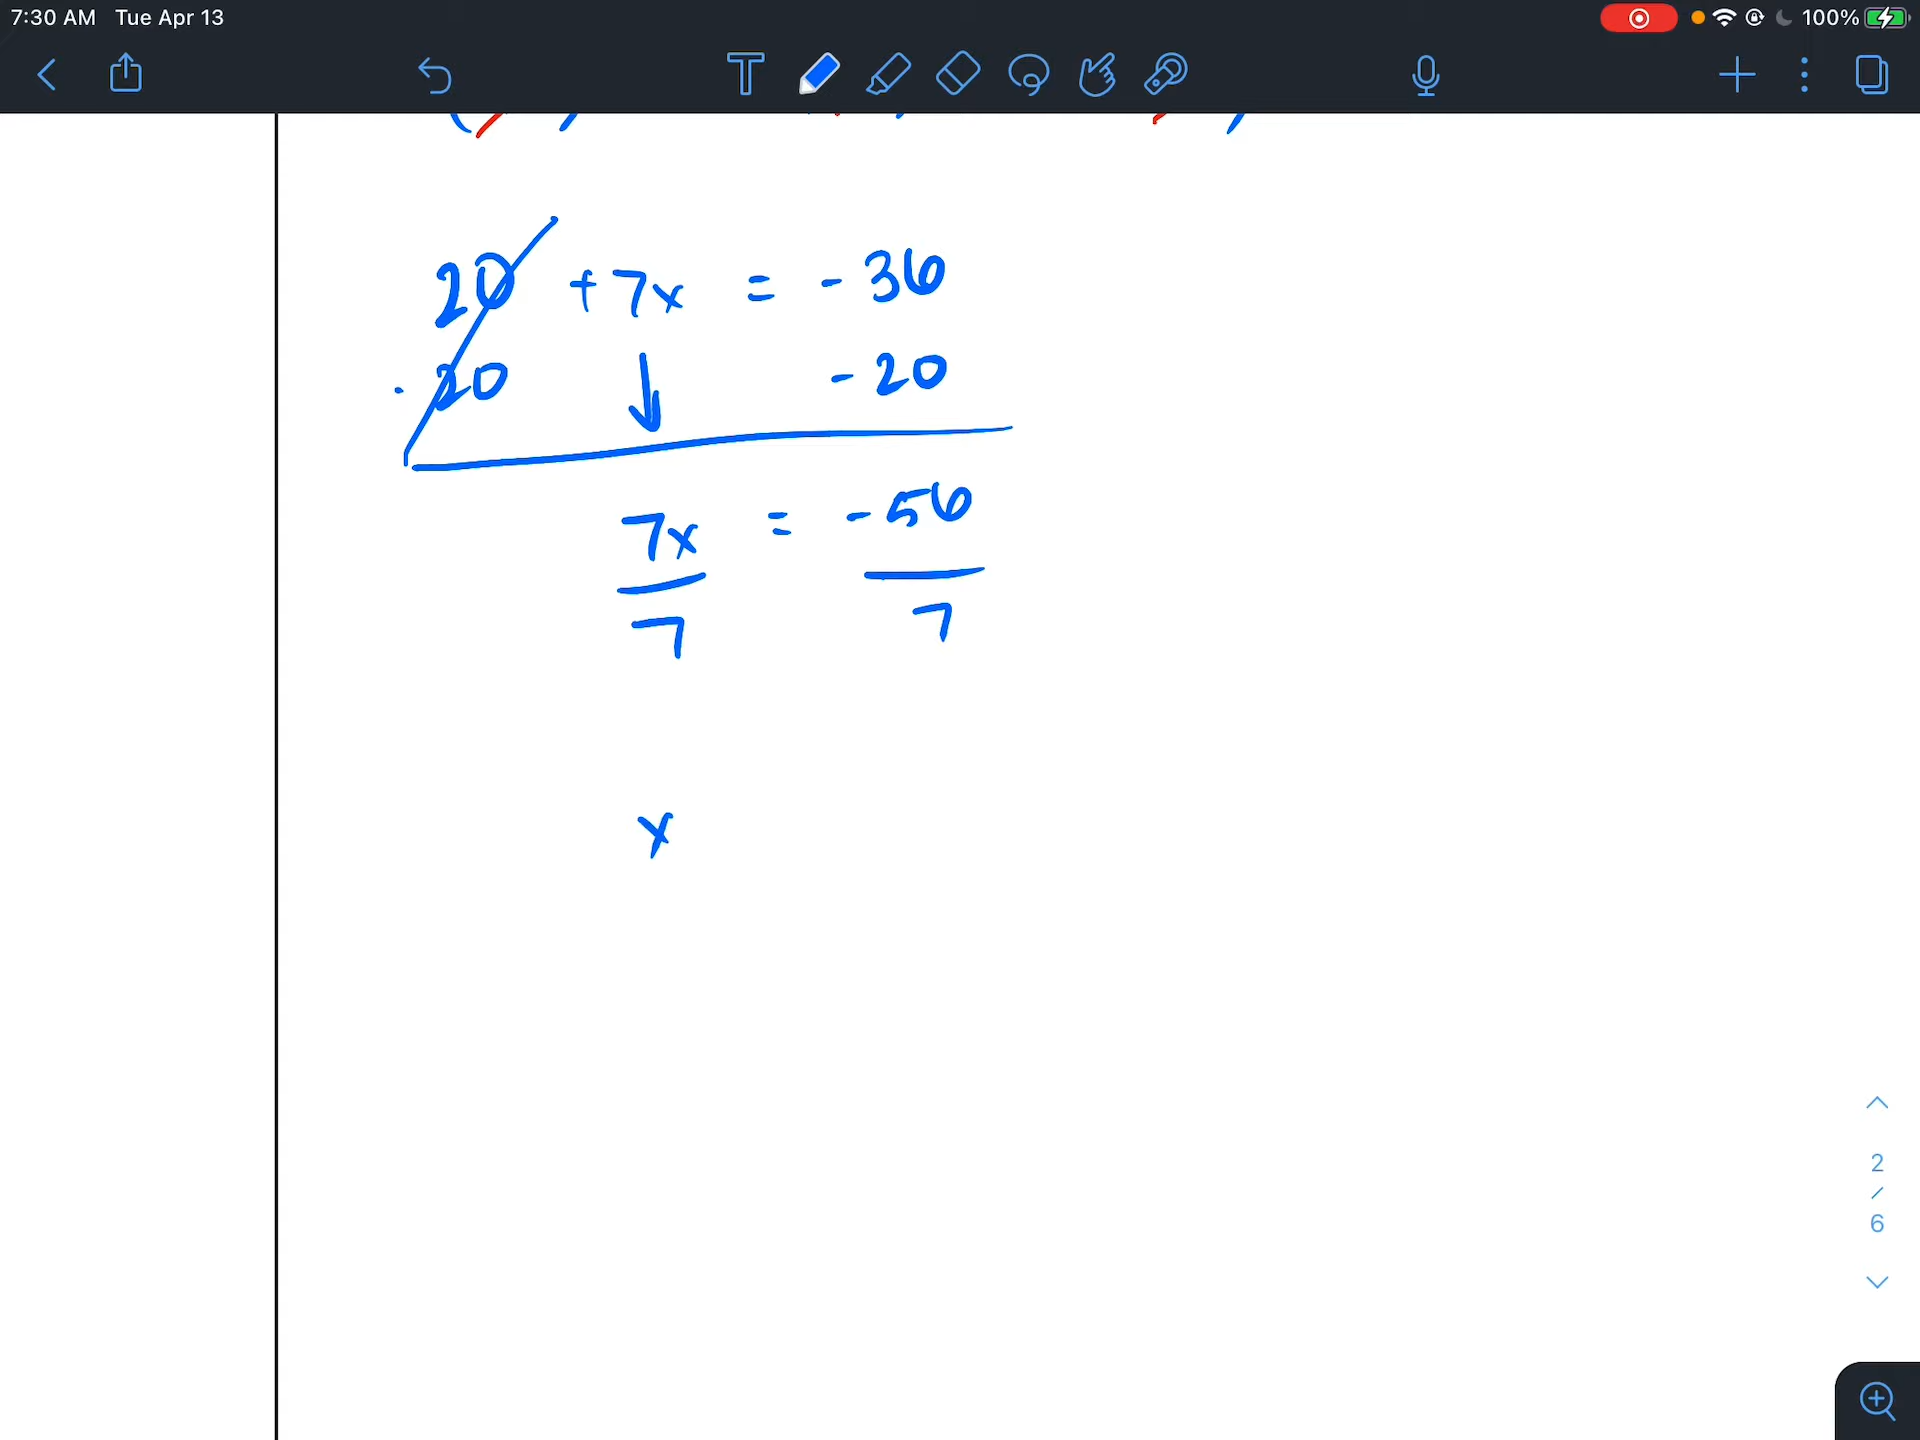 7:30 AM Tue Apr 13
100%
T
20 + 7x = - 36
- 20 - 20
7x = - 56
7 7
x
2
/
6